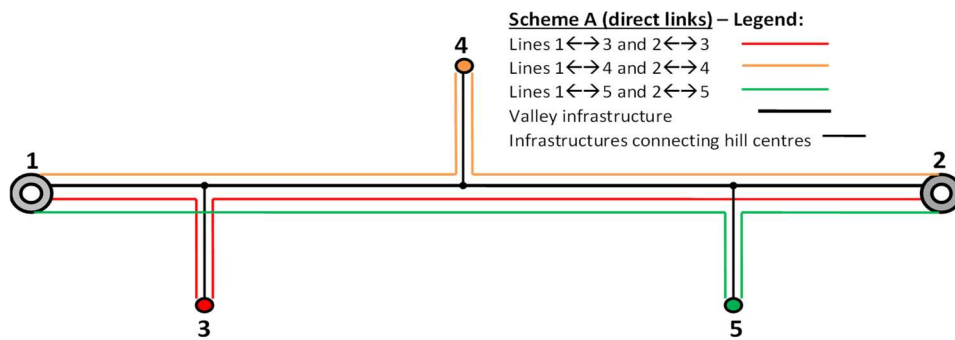 Scheme A (direct links) – Legend:
Lines 1←→3 and 2←→3
Lines 1←→4 and 2←→4
Lines 1←→5 and 2←→5
Valley infrastructure
Infrastructures connecting hill centres
4
1
2
3
5